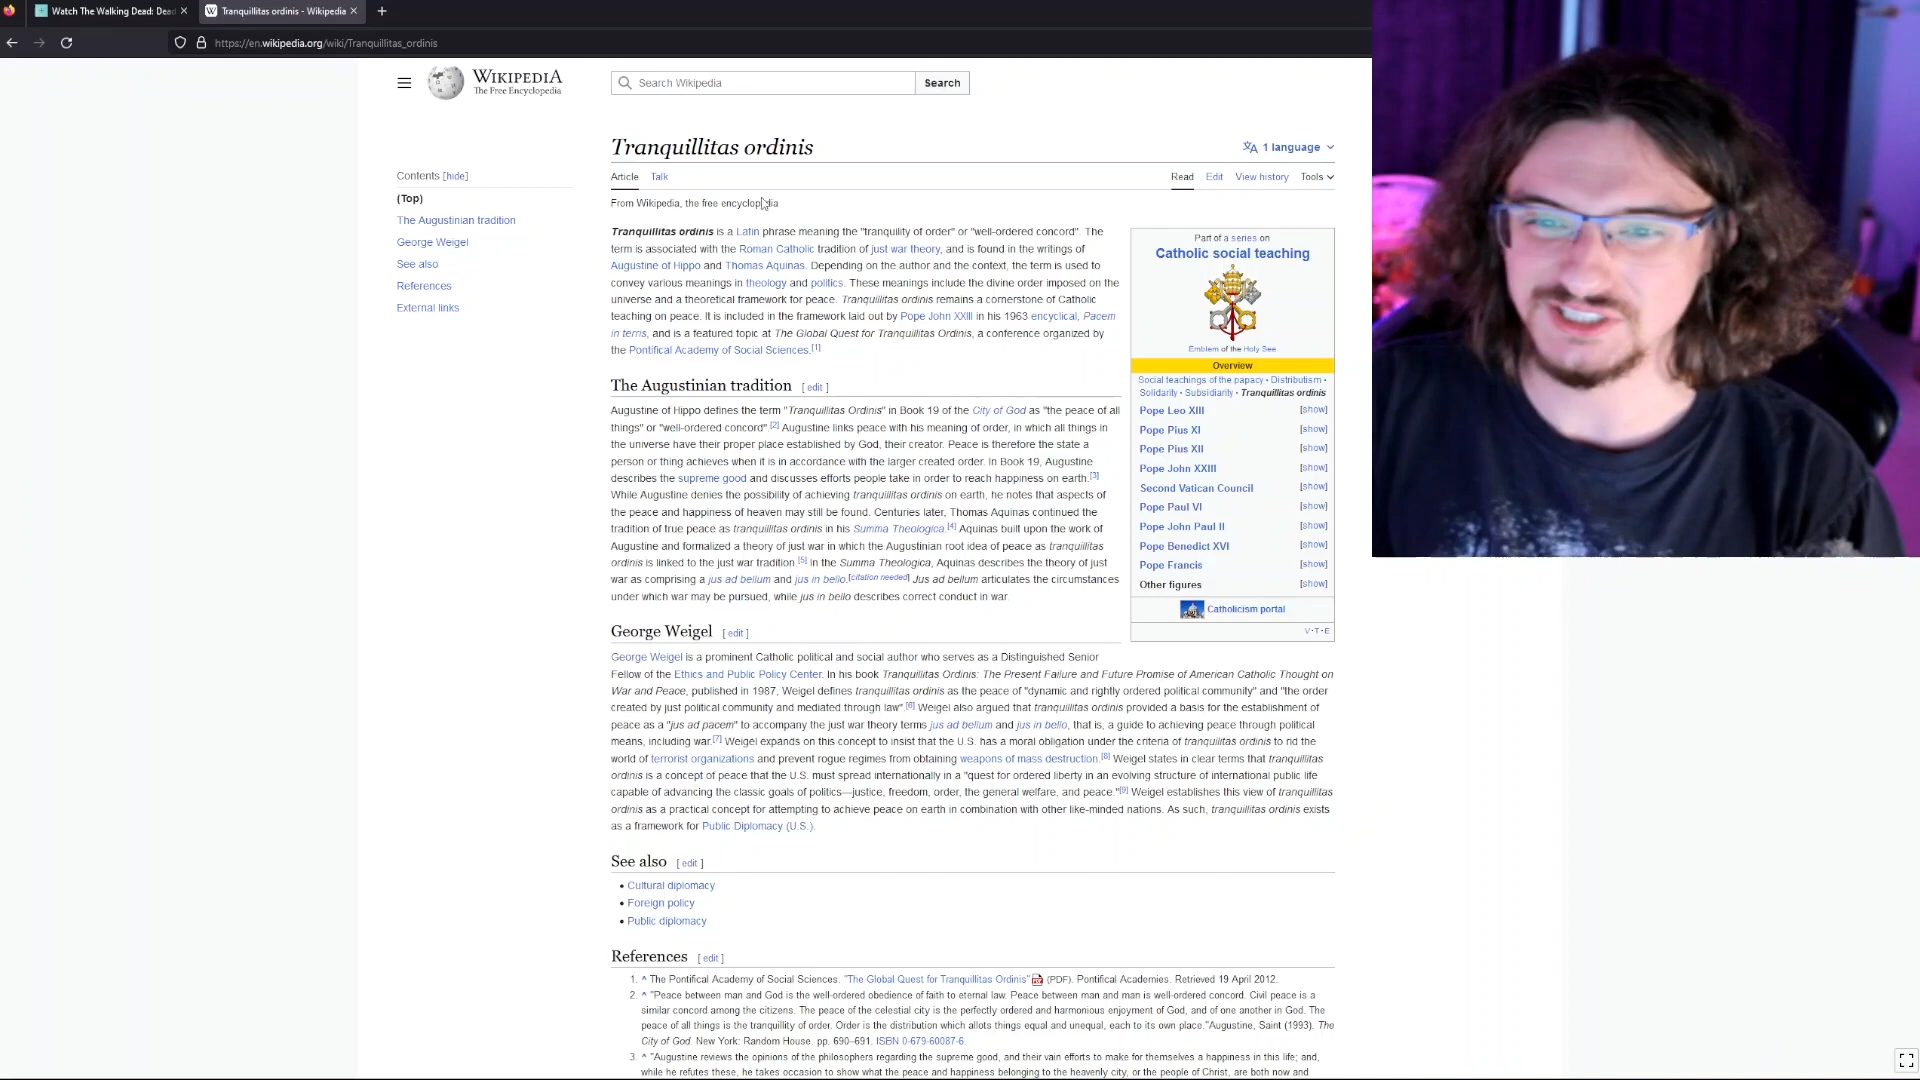 Watch The Walking Dead: Dead
Tranquillitas ordinis - Wikipedia
https://en.wikipedia.org/wiki/Tranquillitas_ordinis
WIKIPEDIA
The Free Encyclopedia
Search Wikipedia
Search
Tranquillitas ordinis
1 language
Article Talk
Read Edit View history Tools
From Wikipedia, the free encyclopedia
Contents [hide]
(Top)
The Augustinian tradition
George Weigel
See also
References
External links
Tranquillitas ordinis is a Latin phrase meaning the "tranquility of order" or "well-ordered concord". The
term is associated with the Roman Catholic tradition of just war theory, and is found in the writings of
Augustine of Hippo and Thomas Aquinas. Depending on the author and the context, the term is used to
convey various meanings in theology and politics. These meanings include the divine order imposed on the
universe and a theoretical framework for peace. Tranquillitas ordinis remains a cornerstone of Catholic
teaching on peace. It is included in the framework laid out by Pope John XXIII in his 1963 encyclical, Pacem
in terris, and is a featured topic at The Global Quest for Tranquillitas Ordinis, a conference organized by
the Pontifical Academy of Social Sciences.[1]
The Augustinian tradition [ edit ]
Augustine of Hippo defines the term "Tranquillitas Ordinis" in Book 19 of the City of God as "the peace of all
things" or "well-ordered concord".[2] Augustine links peace with his meaning of order, in which all things in
the universe have their proper place established by God, their creator. Peace is therefore the state a
person or thing achieves when it is in accordance with the larger created order. In Book 19, Augustine
describes the supreme good and discusses efforts people take in order to reach happiness on earth.[3]
While Augustine denies the possibility of achieving tranquillitas ordinis on earth, he notes that aspects of
the peace and happiness of heaven may still be found. Centuries later, Thomas Aquinas continued the
tradition of true peace as tranquillitas ordinis in his Summa Theologica.[4] Aquinas built upon the work of
Augustine and formalized a theory of just war in which the Augustinian root idea of peace as tranquillitas
ordinis is linked to the just war tradition.[5] In the Summa Theologica, Aquinas describes the theory of just
war as comprising a jus ad bellum and jus in bello.[citation needed] Jus ad bellum articulates the circumstances
under which war may be pursued, while jus in bello describes correct conduct in war.
Part of a series on
Catholic social teaching
Emblem of the Holy See
Overview
Social teachings of the papacy · Distributism ·
Solidarity · Subsidiarity · Tranquillitas ordinis
Pope Leo XIII [show]
Pope Pius XI [show]
Pope Pius XII [show]
Pope John XXIII [show]
Second Vatican Council [show]
Pope Paul VI [show]
Pope John Paul II [show]
Pope Benedict XVI [show]
Pope Francis [show]
Other figures [show]
Catholicism portal
V·T·E
George Weigel [ edit ]
George Weigel is a prominent Catholic political and social author who serves as a Distinguished Senior
Fellow of the Ethics and Public Policy Center. In his book Tranquillitas Ordinis: The Present Failure and Future Promise of American Catholic Thought on
War and Peace, published in 1987, Weigel defines tranquillitas ordinis as the peace of "dynamic and rightly ordered political community" and "the order
created by just political community and mediated through law".[6] Weigel also argued that tranquillitas ordinis provided a basis for the establishment of
peace as a "jus ad pacem" to accompany the just war theory terms jus ad bellum and jus in bello, that is, a guide to achieving peace through political
means, including war.[7] Weigel expands on this concept to insist that the U.S. has a moral obligation under the criteria of tranquilitas ordinis to rid the
world of terrorist organizations and prevent rogue regimes from obtaining weapons of mass destruction.[8] Weigel states in clear terms that tranquillitas
ordinis is a concept of peace that the U.S. must spread internationally in a "quest for ordered liberty in an evolving structure of international public life
capable of advancing the classic goals of politics—justice, freedom, order, the general welfare, and peace."[9] Weigel establishes this view of tranquillitas
ordinis as a practical concept for attempting to achieve peace on earth in combination with other like-minded nations. As such, tranquillitas ordinis exists
as a framework for Public Diplomacy (U.S.).
See also [ edit ]
• Cultural diplomacy
• Foreign policy
• Public diplomacy
References [ edit ]
1. ^ The Pontifical Academy of Social Sciences. "The Global Quest for Tranquillitas Ordinis" (PDF). Pontifical Academies. Retrieved 19 April 2012.
2. ^ "Peace between man and God is the well-ordered obedience of faith to eternal law. Peace between man and man is well-ordered concord. Civil peace is a
similar concord among the citizens. The peace of the celestial city is the perfectly ordered and harmonious enjoyment of God, and of one another in God. The
peace of all things is the tranquillity of order. Order is the distribution which allots things equal and unequal, each to its own place."Augustine, Saint (1993). The
City of God. New York: Random House. pp. 690–691. ISBN 0-679-60087-6.
3. ^ "Augustine reviews the opinions of the philosophers regarding the supreme good, and their vain efforts to make for themselves a happiness in this life; and,
while he refutes these, he takes occasion to show what the peace and happiness belonging to the heavenly city, or the people of Christ, are both now and